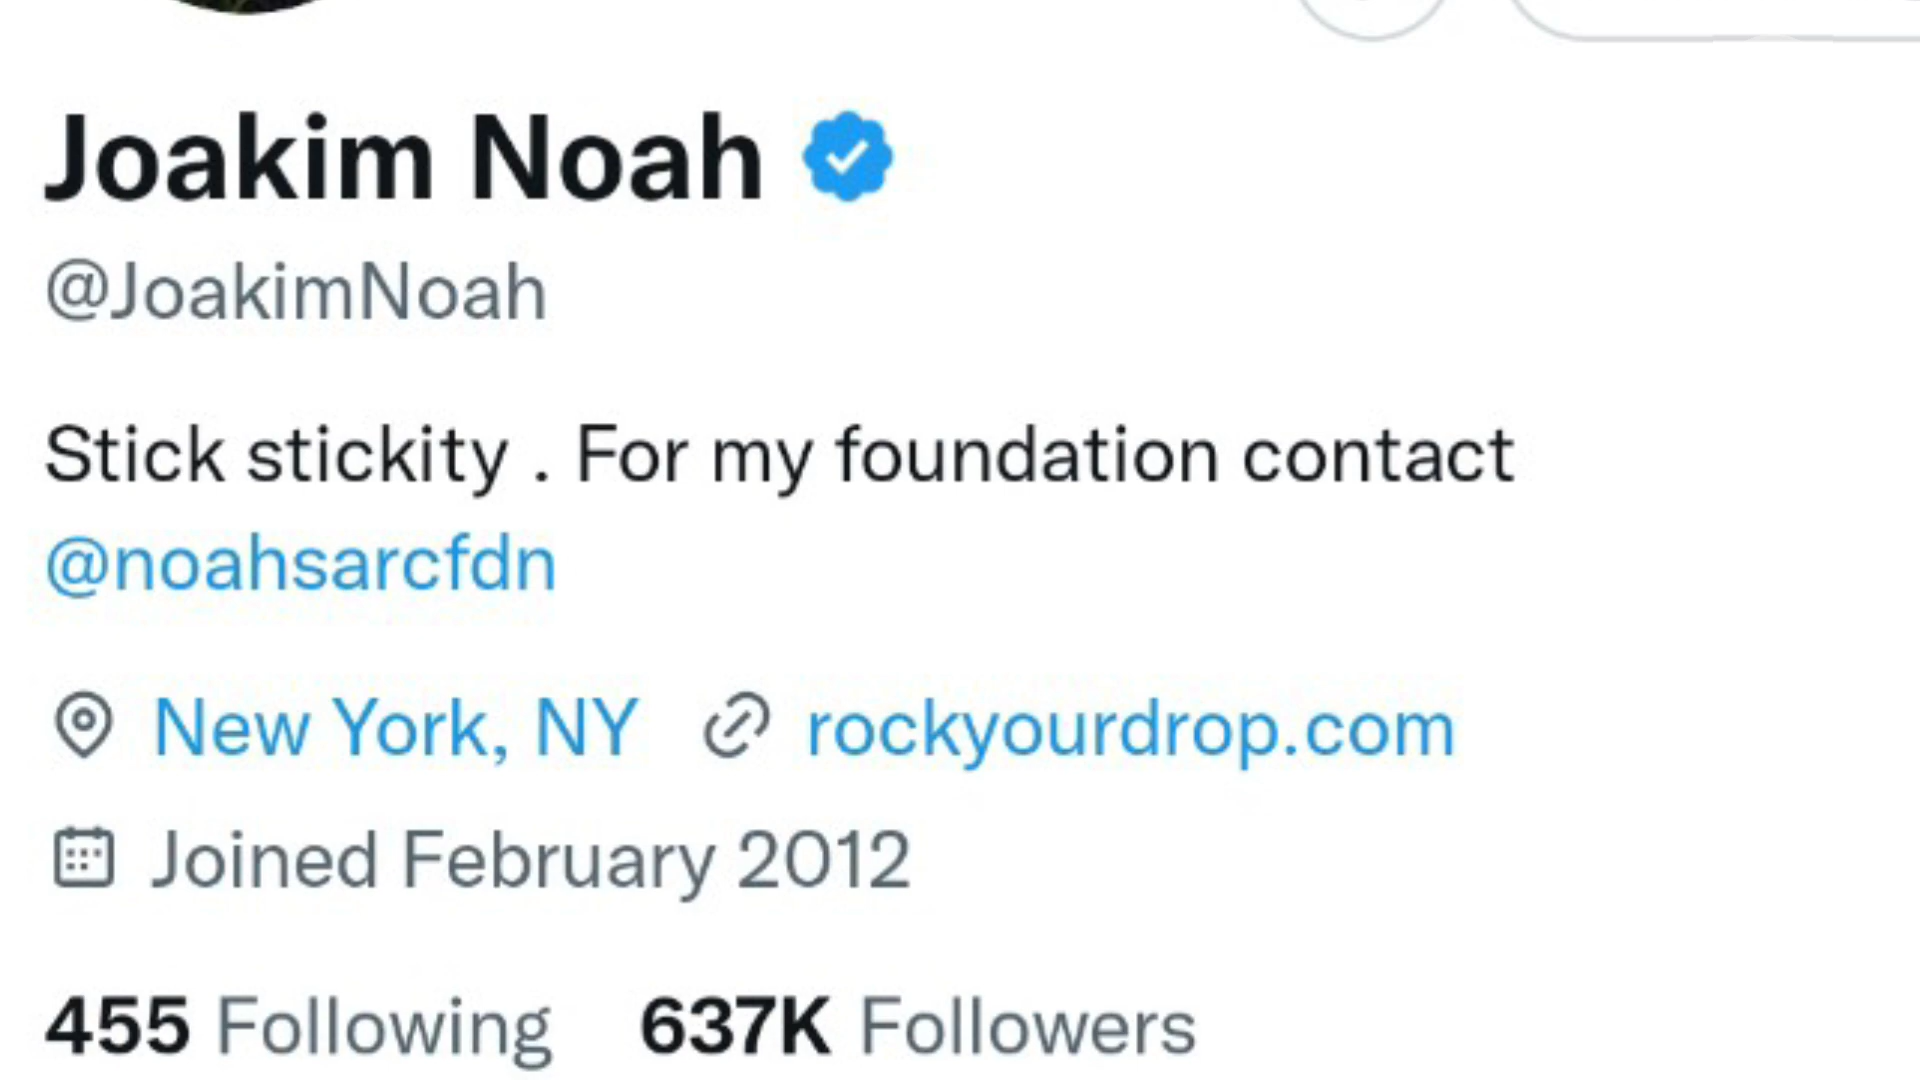 Joakim Noah
@JoakimNoah
Stick stickity . For my foundation contact
@noahsarcfdn
New York, NY rockyourdrop.com
Joined February 2012
455 Following 637K Followers